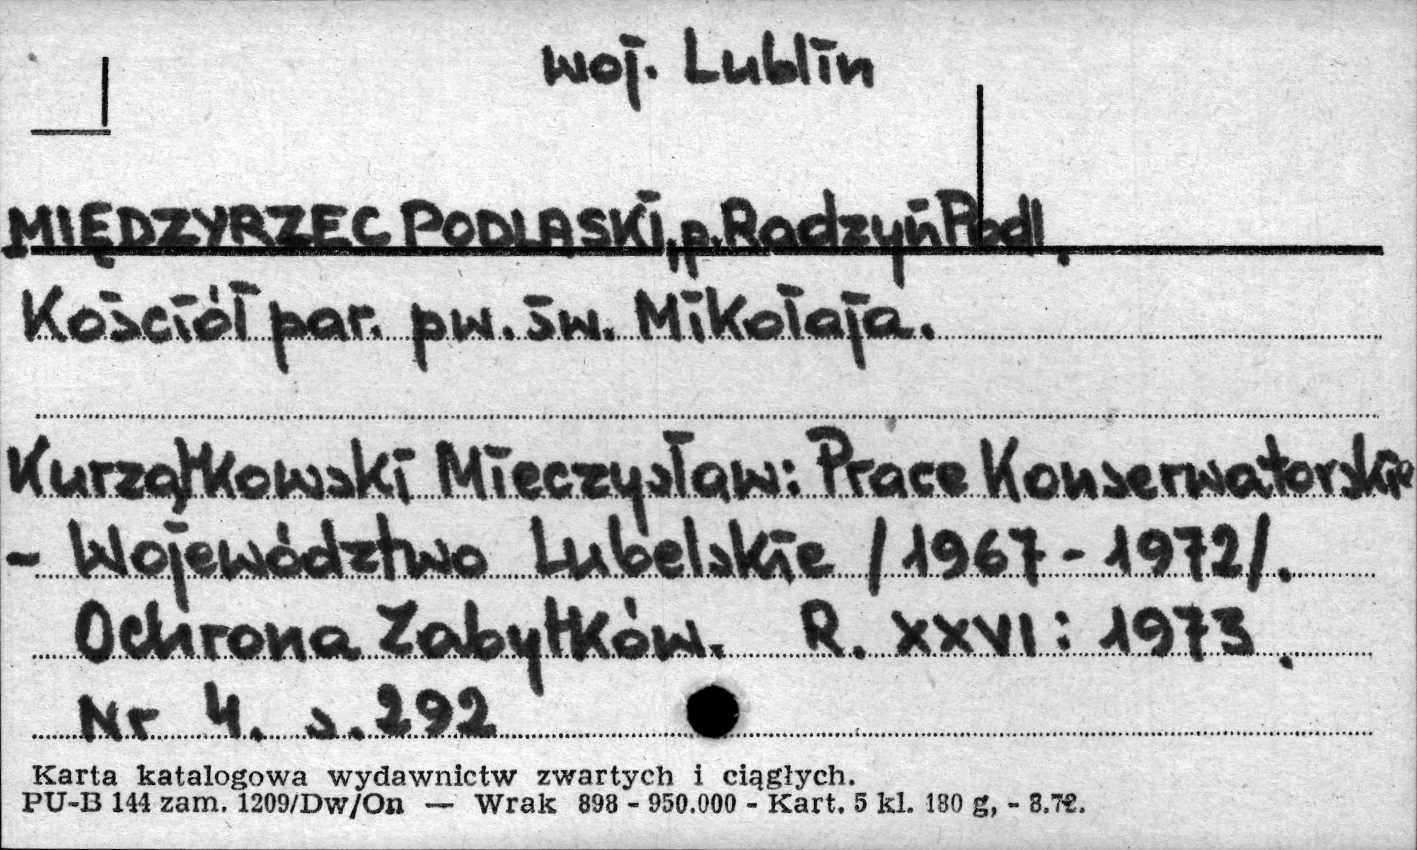 woj. Lublin
MIĘDZYRZEC PODLASKI, p. Radzyń Podl.
Kościół par. pw. św. Mikołaja.
Kurzątkowski Mieczysław: Prace Konserwatorskie
- Województwo Lubelskie /1967-1972/.
Ochrona Zabytków. R. XXVI: 1973.
Nr 4. s. 292
Karta katalogowa wydawnictw zwartych i ciągłych.
PU-B 144 zam. 1209/Dw/On — Wrak 898 - 950.000 - Kart. 5 kl. 180 g, - 8.72.